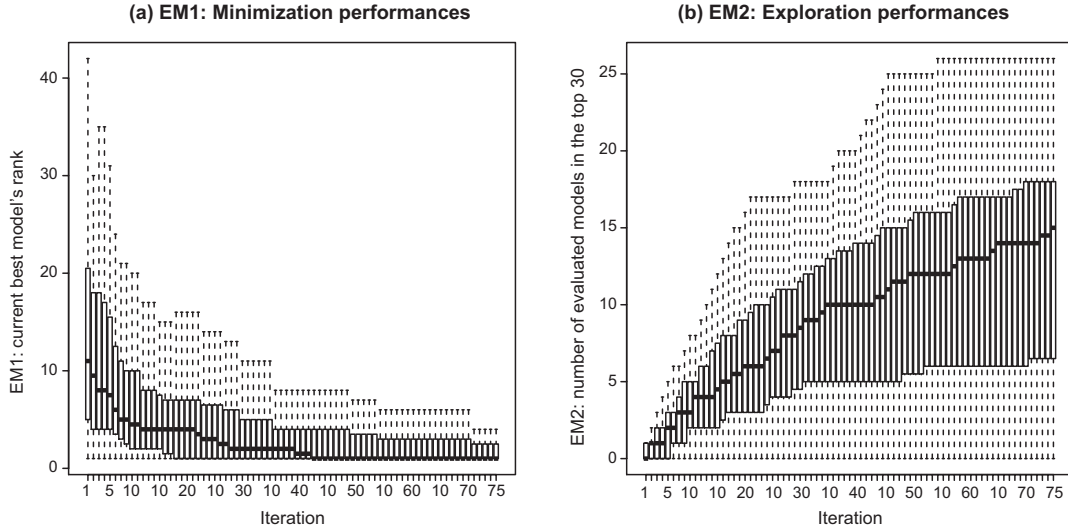 (a) EM1: Minimization performances
EM1: current best model's rank
40
30
20
10
0
1 5 10 10 20 10 30 10 40 10 50 10 60 10 70 75
Iteration
(b) EM2: Exploration performances
EM2: number of evaluated models in the top 30
25
20
15
10
5
0
1 5 10 10 20 10 30 10 40 10 50 10 60 10 70 75
Iteration